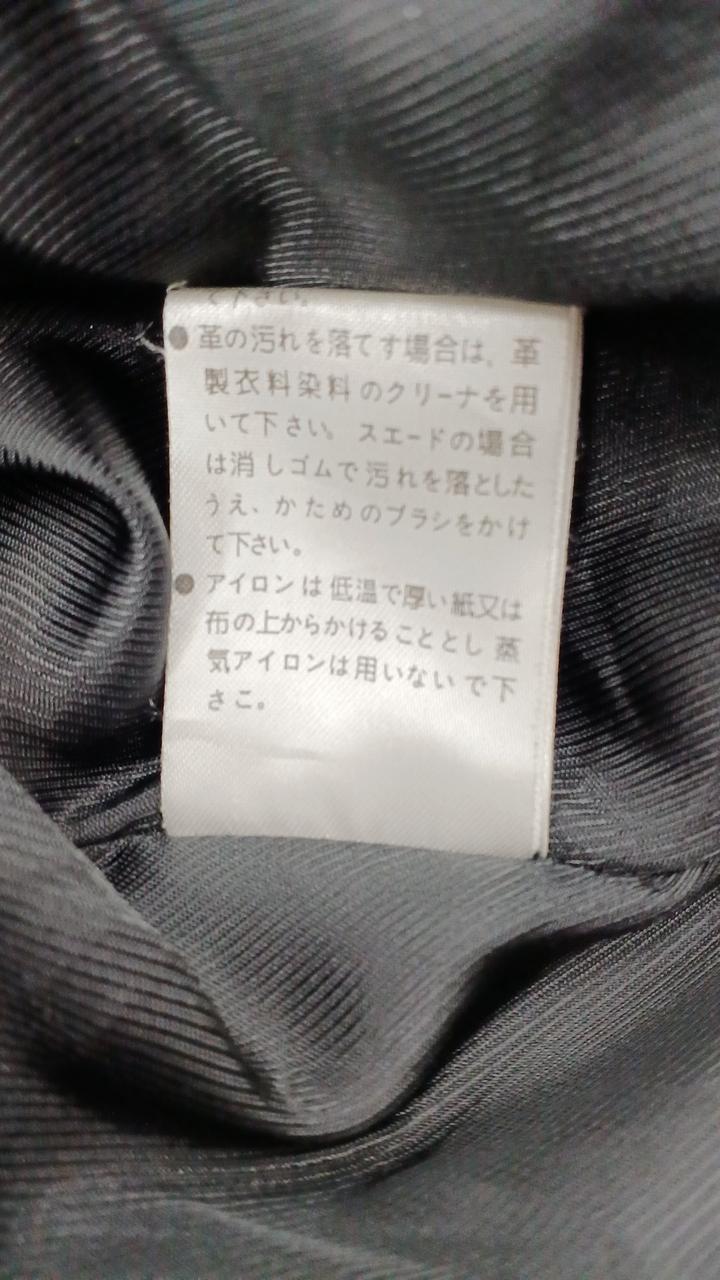 て下さい。
●革の汚れを落てす場合は、革
製衣料染料のクリーナを用
いて下さい。スエードの場合
は消しゴムで汚れを落とした
うえ、かためのブラシをかけ
て下さい。
●アイロンは低温で厚い紙又は
布の上からかけることとし蒸
気アイロンは用いないで下
さこ。